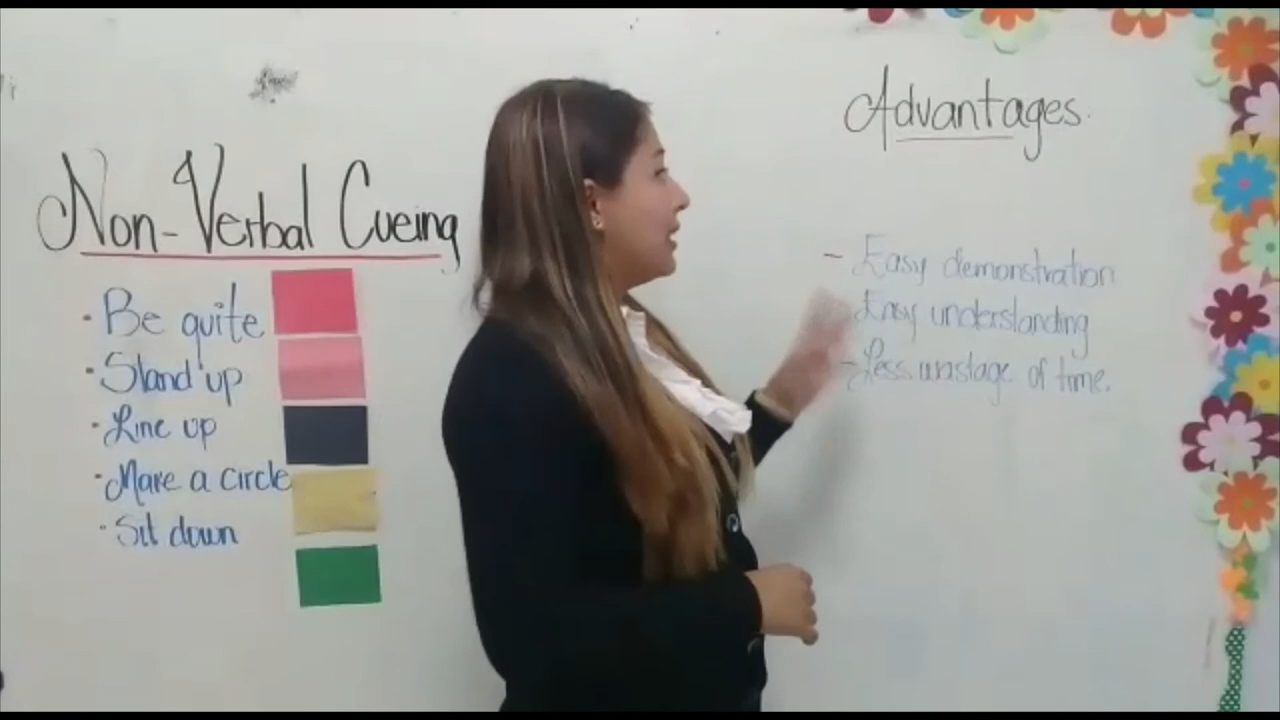 Non-Verbal Cueing
· Be quite
· Stand up
· Line up
· Make a circle
· Sit down
Advantages.
- Easy demonstration
Easy understanding
- Less wastage of time.